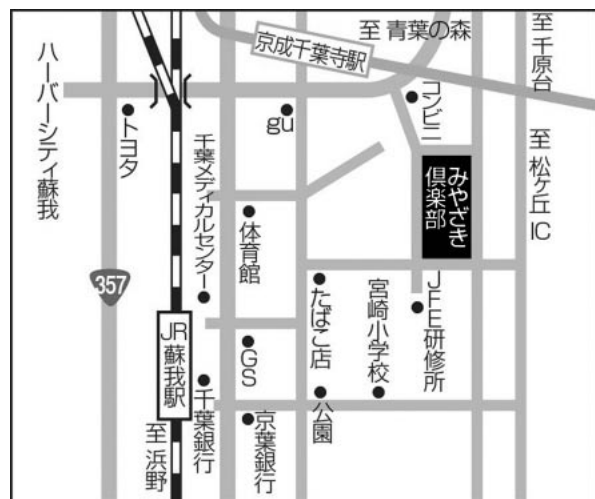 至 青葉の森
京成千葉寺駅
至 千原台
ハーバーシティ蘇我
トヨタ
gu
コンビニ
至 松ヶ丘IC
千葉メディカルセンター
体育館
みやざき
倶楽部
357
たばこ店
宮崎小学校
JFE研修所
JR
蘇我駅
GS
千葉銀行
京葉銀行
公園
至 浜野